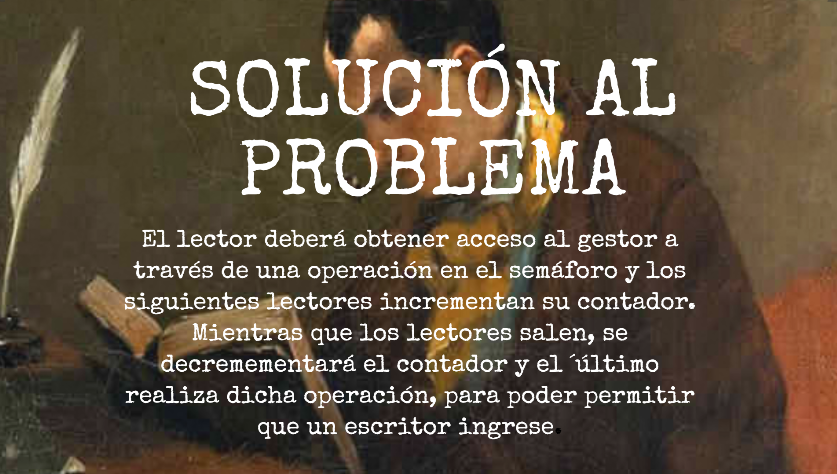 SOLUCIÓN AL
PROBLEMA
El lector deberá obtener acceso al gestor a
través de una operación en el semáforo y los
siguientes lectores incrementan su contador.
Mientras que los lectores salen, se
decremementará el contador y el ´último
realiza dicha operación, para poder permitir
que un escritor ingrese.